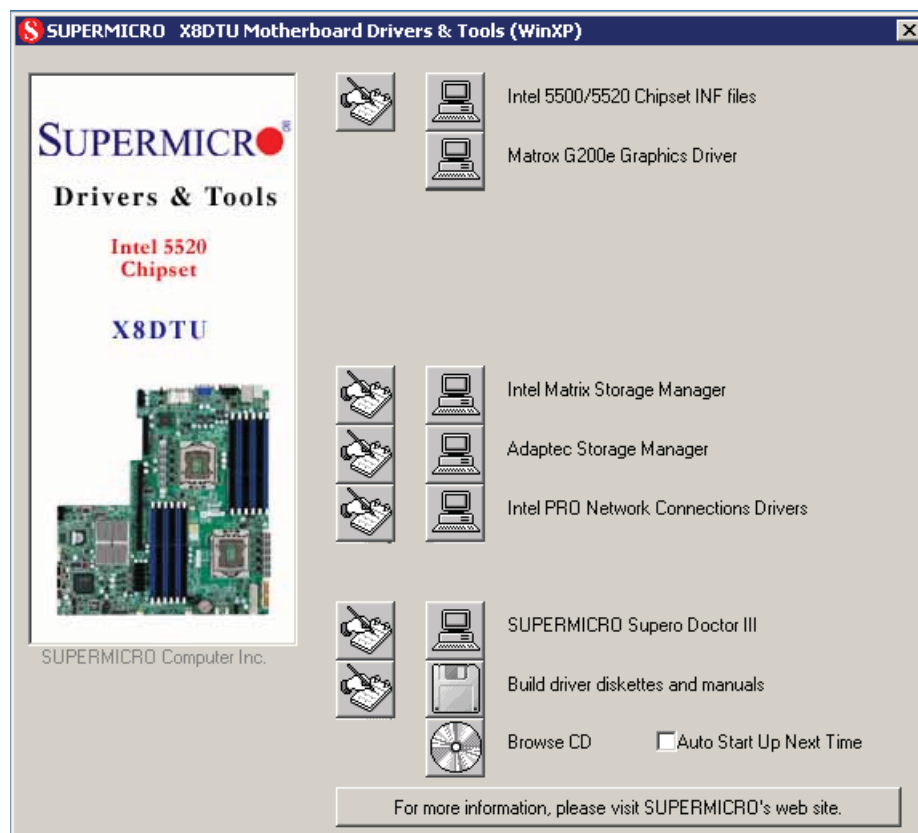 SUPERMICRO X8DTU Motherboard Drivers & Tools (WinXP)
SUPERMICRO®
Drivers & Tools
Intel 5520
Chipset
X8DTU
SUPERMICRO Computer Inc.
Intel 5500/5520 Chipset INF files
Matrox G200e Graphics Driver
Intel Matrix Storage Manager
Adaptec Storage Manager
Intel PRO Network Connections Drivers
SUPERMICRO Supero Doctor III
Build driver diskettes and manuals
Browse CD
Auto Start Up Next Time
For more information, please visit SUPERMICRO's web site.